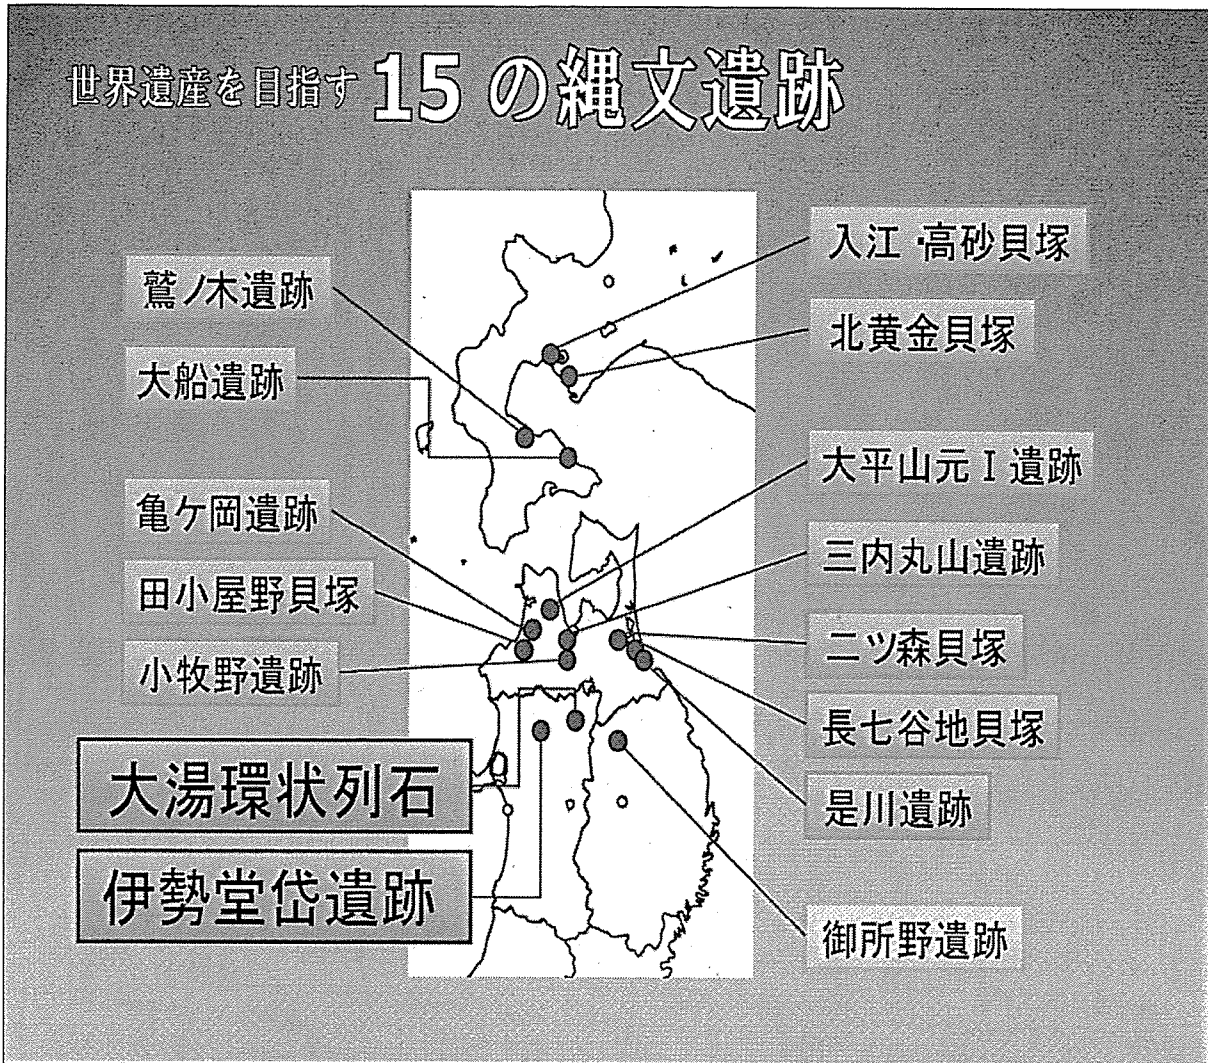 世界遺産を目指す 15 の縄文遺跡
鷲ノ木遺跡
大船遺跡
亀ケ岡遺跡
田小屋野貝塚
小牧野遺跡
大湯環状列石
伊勢堂岱遺跡
入江・高砂貝塚
北黄金貝塚
大平山元Ⅰ遺跡
三内丸山遺跡
二ツ森貝塚
長七谷地貝塚
是川遺跡
御所野遺跡